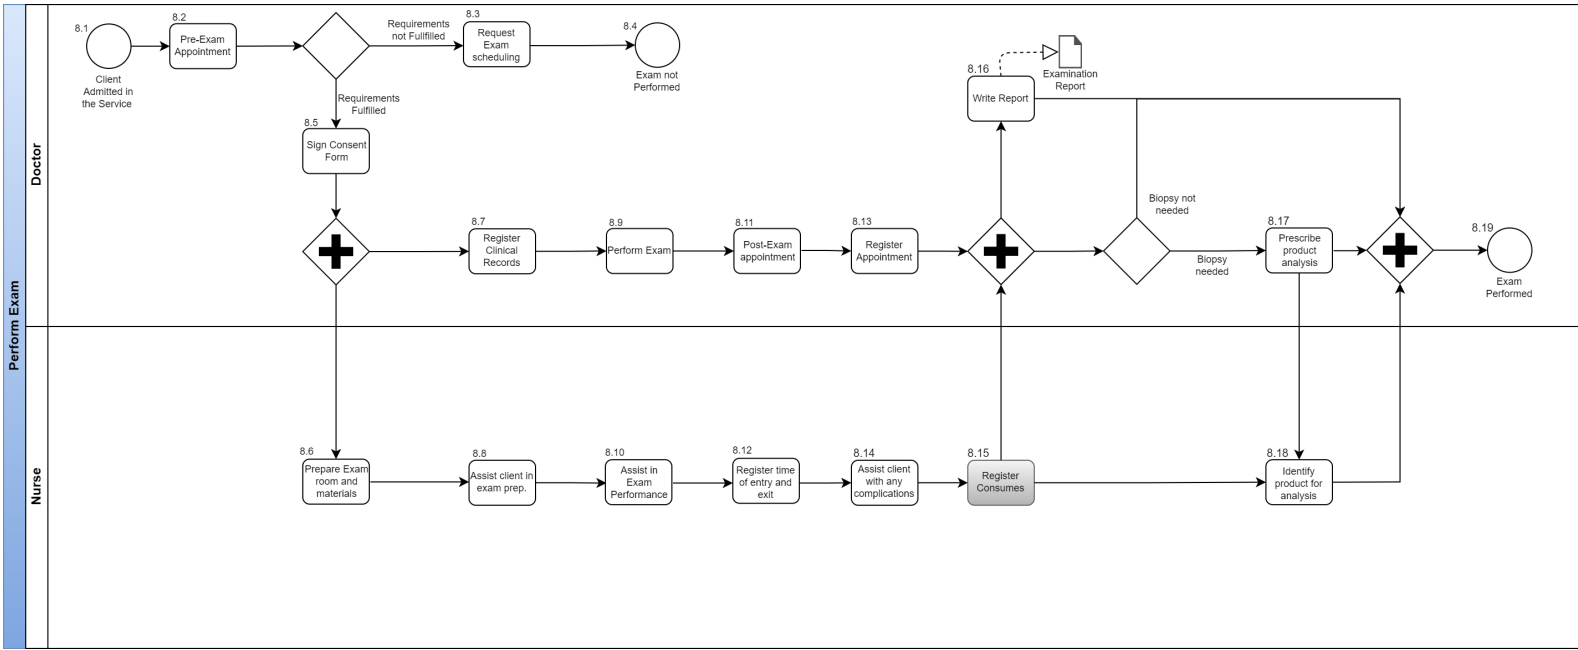 Perform Exam
Doctor
Nurse
8.1
Client
Admitted in
the Service
8.2
Pre-Exam
Appointment
Requirements
not Fullfilled
8.3
Request
Exam
scheduling
8.4
Exam not
Performed
Requirements
Fulfilled
8.5
Sign Consent
Form
8.7
Register
Clinical
Records
8.9
Perform Exam
8.11
Post-Exam
appointment
8.13
Register
Appointment
8.16
Write Report
Examination
Report
Biopsy not
needed
Biopsy
needed
8.17
Prescribe
product
analysis
8.19
Exam
Performed
8.6
Prepare Exam
room and
materials
8.8
Assist client in
exam prep.
8.10
Assist in
Exam
Performance
8.12
Register time
of entry and
exit
8.14
Assist client
with any
complications
8.15
Register
Consumes
8.18
Identify
product for
analysis